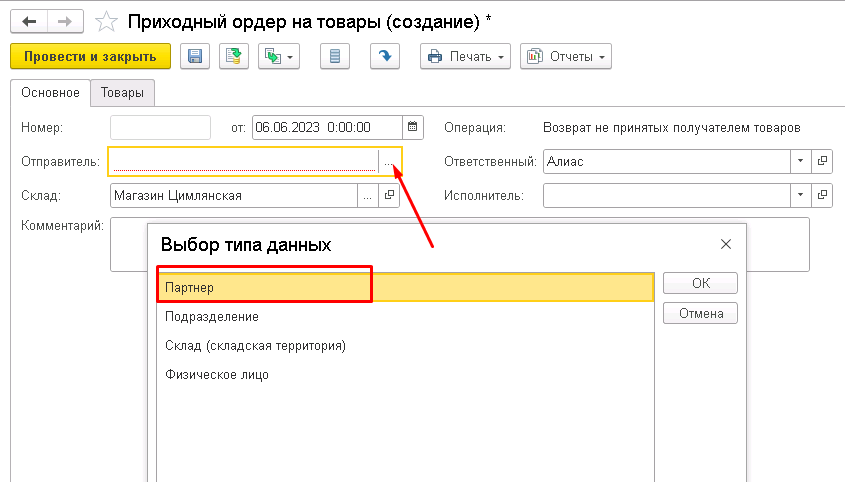 Приходный ордер на товары (создание) *
Провести и закрыть Печать Отчеты
Основное Товары
Номер: от: 06.06.2023 0:00:00 Операция: Возврат не принятых получателем товаров
Отправитель: ... Ответственный: Алиас
Склад: Магазин Цимлянская ... Исполнитель:
Комментарий:
Выбор типа данных
Партнер OK
Подразделение Отмена
Склад (складская территория)
Физическое лицо